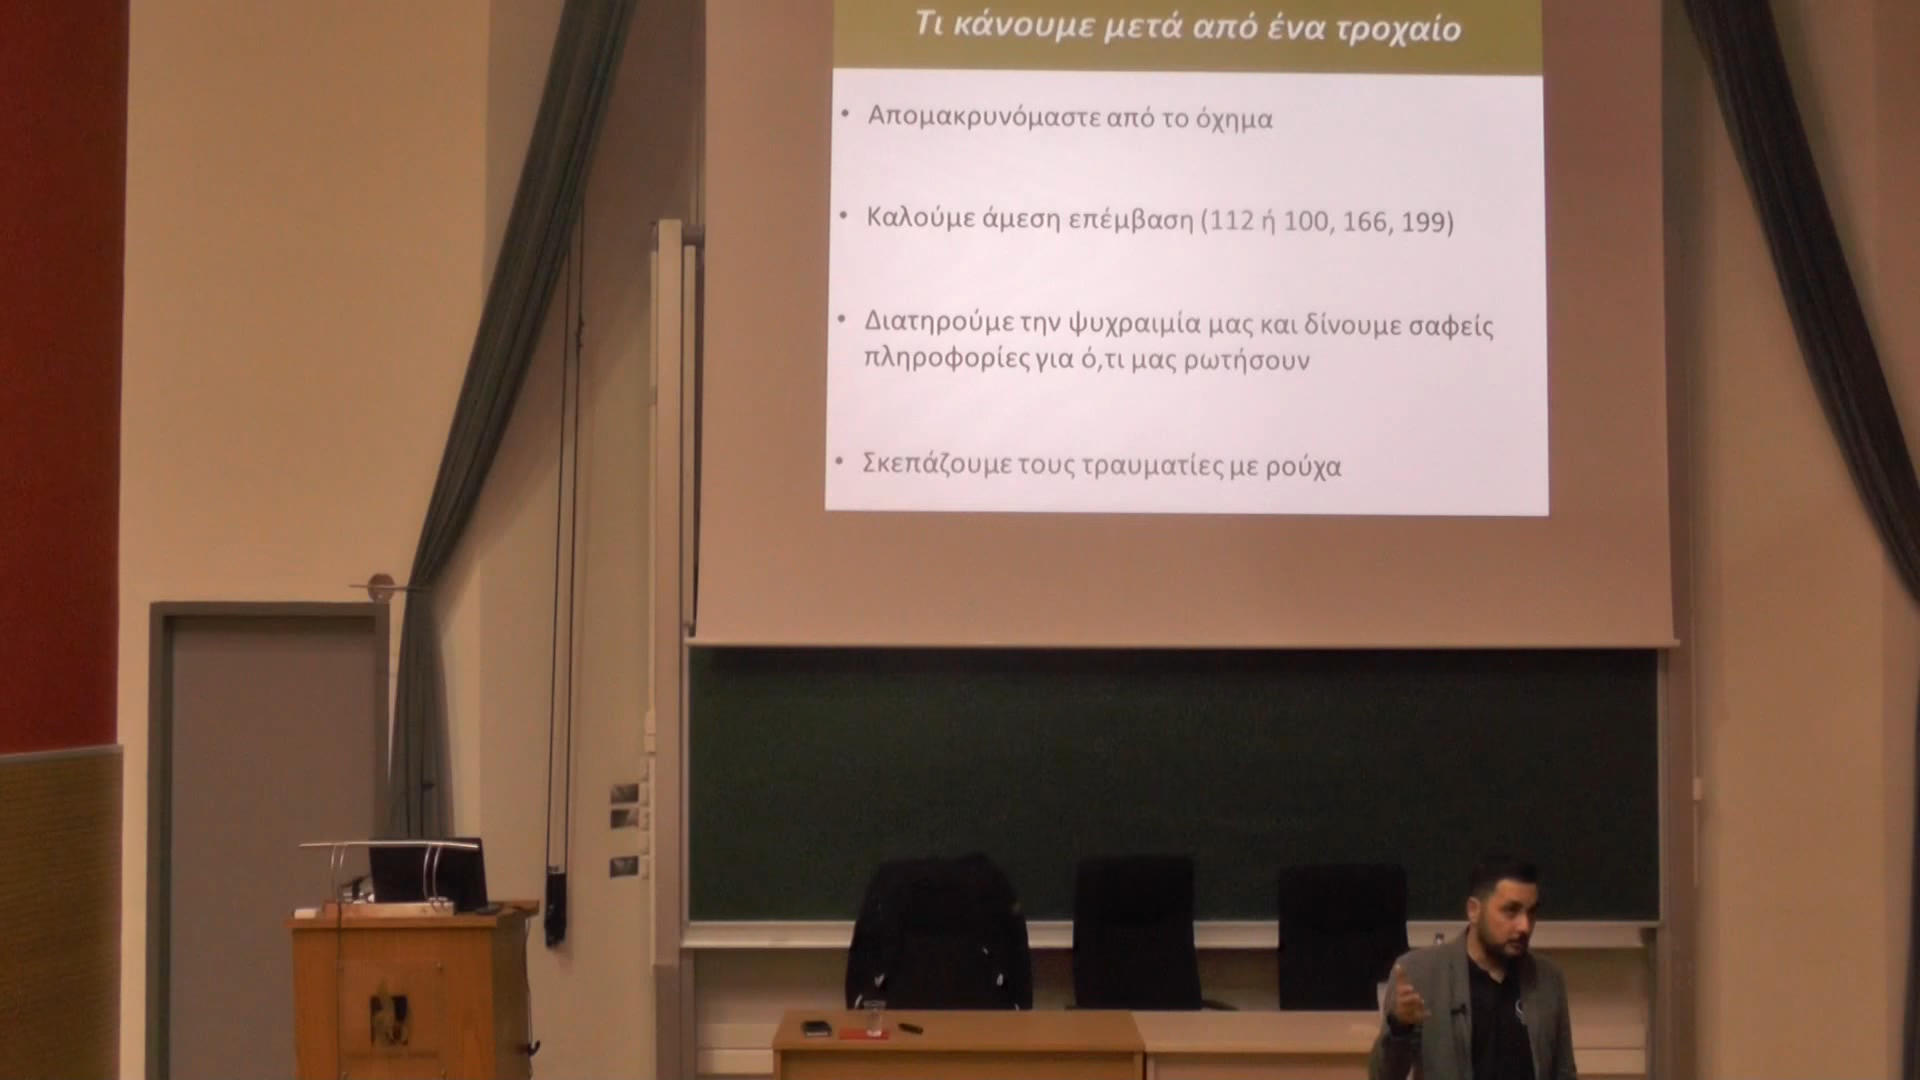 Τι κάνουμε μετά από ένα τροχαίο
• Απομακρυνόμαστε από το όχημα
• Καλούμε άμεση επέμβαση (112 ή 100, 166, 199)
• Διατηρούμε την ψυχραιμία μας και δίνουμε σαφείς
πληροφορίες για ό,τι μας ρωτήσουν
• Σκεπάζουμε τους τραυματίες με ρούχα